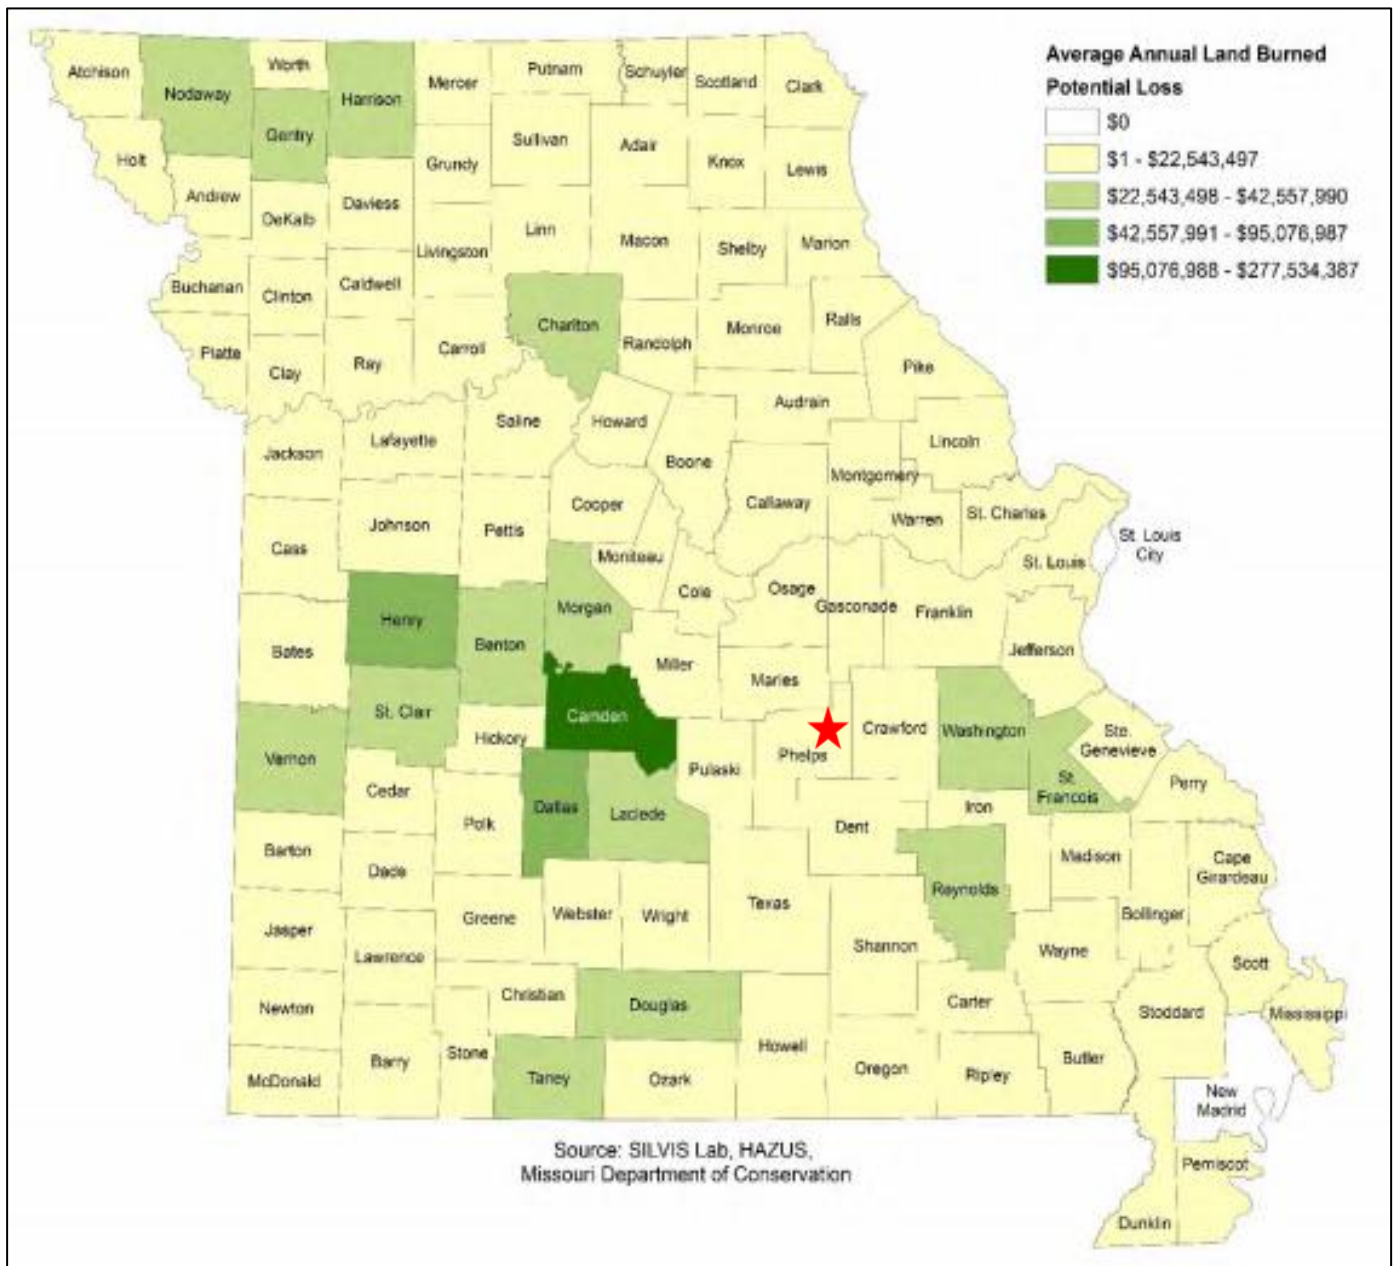 Average Annual Land Burned
Potential Loss
$0
$1 - $22,543,497
$22,543,498 - $42,557,990
$42,557,991 - $95,076,987
$95,076,988 - $277,534,387
Atchison
Nodaway
Worth
Harrison
Mercer
Putnam
Schuyler
Scotland
Clark
Gentry
Holt
Andrew
DeKalb
Daviess
Grundy
Sullivan
Adair
Knox
Lewis
Livingston
Linn
Macon
Shelby
Marion
Buchanan
Clinton
Caldwell
Platte
Clay
Ray
Carroll
Chariton
Randolph
Monroe
Ralls
Pike
Audrain
Jackson
Lafayette
Saline
Howard
Boone
Lincoln
Montgomery
Callaway
Cooper
Warren
St. Charles
St. Louis
City
St. Louis
Cass
Johnson
Pettis
Moniteau
Cole
Osage
Gasconade
Franklin
Jefferson
Bates
Henry
Benton
Morgan
Miller
Maries
St. Clair
Hickory
Camden
Pulaski
Phelps
Crawford
Washington
Ste.
Genevieve
St.
Francois
Perry
Vernon
Cedar
Polk
Dallas
Laclede
Dent
Iron
Madison
Cape
Girardeau
Barton
Dade
Greene
Webster
Wright
Texas
Reynolds
Bollinger
Jasper
Lawrence
Shannon
Wayne
Scott
Newton
Christian
Douglas
Carter
Stoddard
Mississippi
McDonald
Barry
Stone
Taney
Ozark
Howell
Oregon
Ripley
Butler
New
Madrid
Pemiscot
Dunklin
Source: SILVIS Lab, HAZUS,
Missouri Department of Conservation